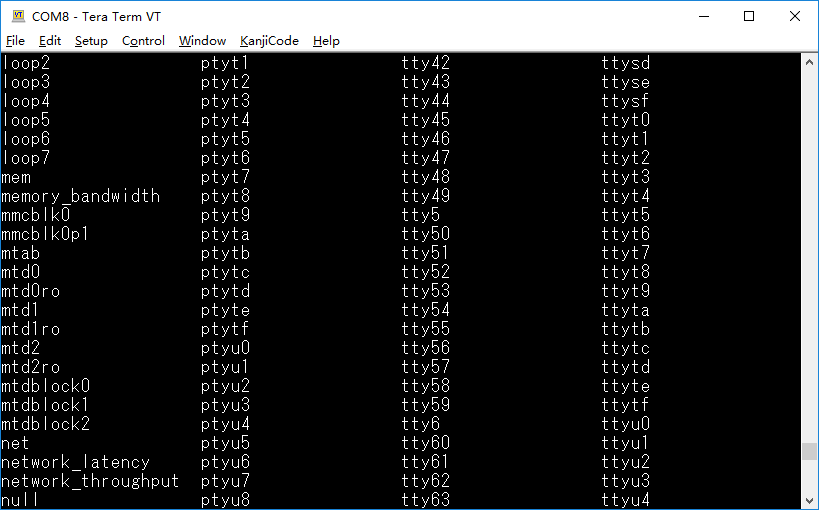 COM8 - Tera Term VT
File Edit Setup Control Window KanjiCode Help
loop2 ptyt1 tty42 ttysd
loop3 ptyt2 tty43 ttyse
loop4 ptyt3 tty44 ttysf
loop5 ptyt4 tty45 ttyt0
loop6 ptyt5 tty46 ttyt1
loop7 ptyt6 tty47 ttyt2
mem ptyt7 tty48 ttyt3
memory_bandwidth ptyt8 tty49 ttyt4
mmcblk0 ptyt9 tty5 ttyt5
mmcblk0p1 ptyta tty50 ttyt6
mtab ptytb tty51 ttyt7
mtd0 ptytc tty52 ttyt8
mtd0ro ptytd tty53 ttyt9
mtd1 ptyte tty54 ttyta
mtd1ro ptytf tty55 ttytb
mtd2 ptyu0 tty56 ttytc
mtd2ro ptyu1 tty57 ttytd
mtdblock0 ptyu2 tty58 ttyte
mtdblock1 ptyu3 tty59 ttytf
mtdblock2 ptyu4 tty6 ttyu0
net ptyu5 tty60 ttyu1
network_latency ptyu6 tty61 ttyu2
network_throughput ptyu7 tty62 ttyu3
null ptyu8 tty63 ttyu4